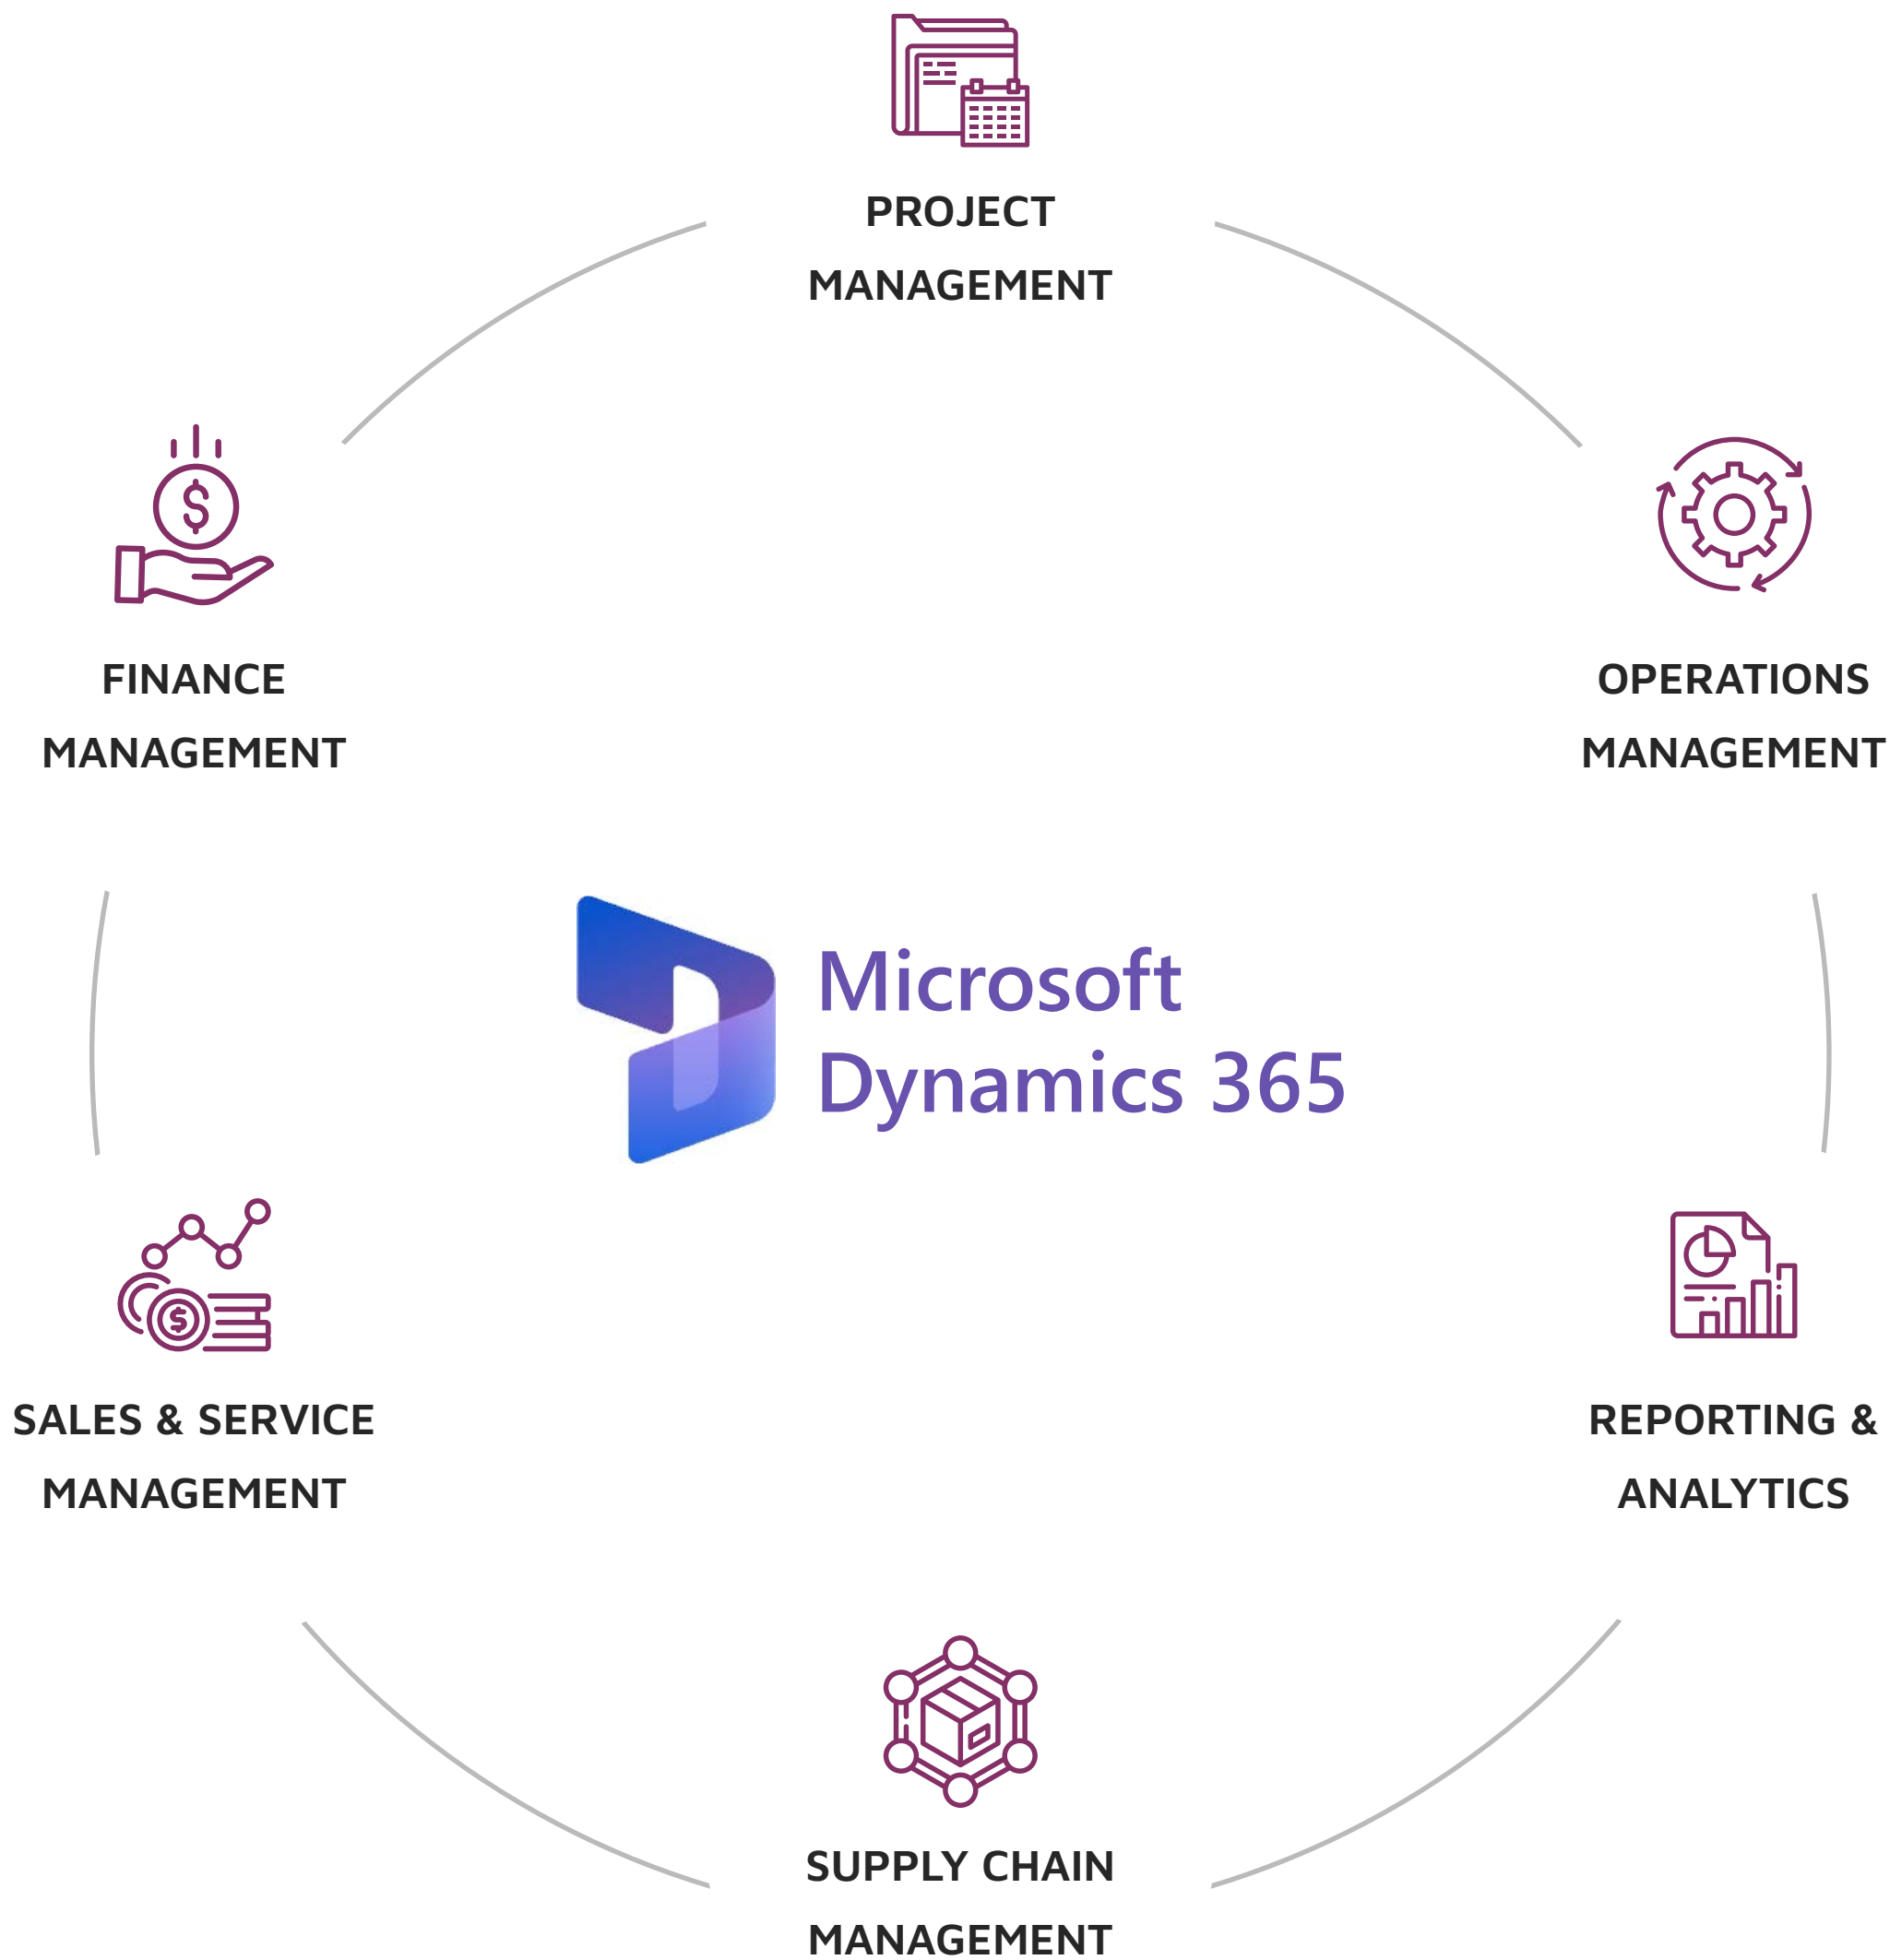 PROJECT
MANAGEMENT
FINANCE
MANAGEMENT
OPERATIONS
MANAGEMENT
Microsoft
Dynamics 365
SALES & SERVICE
MANAGEMENT
REPORTING &
ANALYTICS
SUPPLY CHAIN
MANAGEMENT